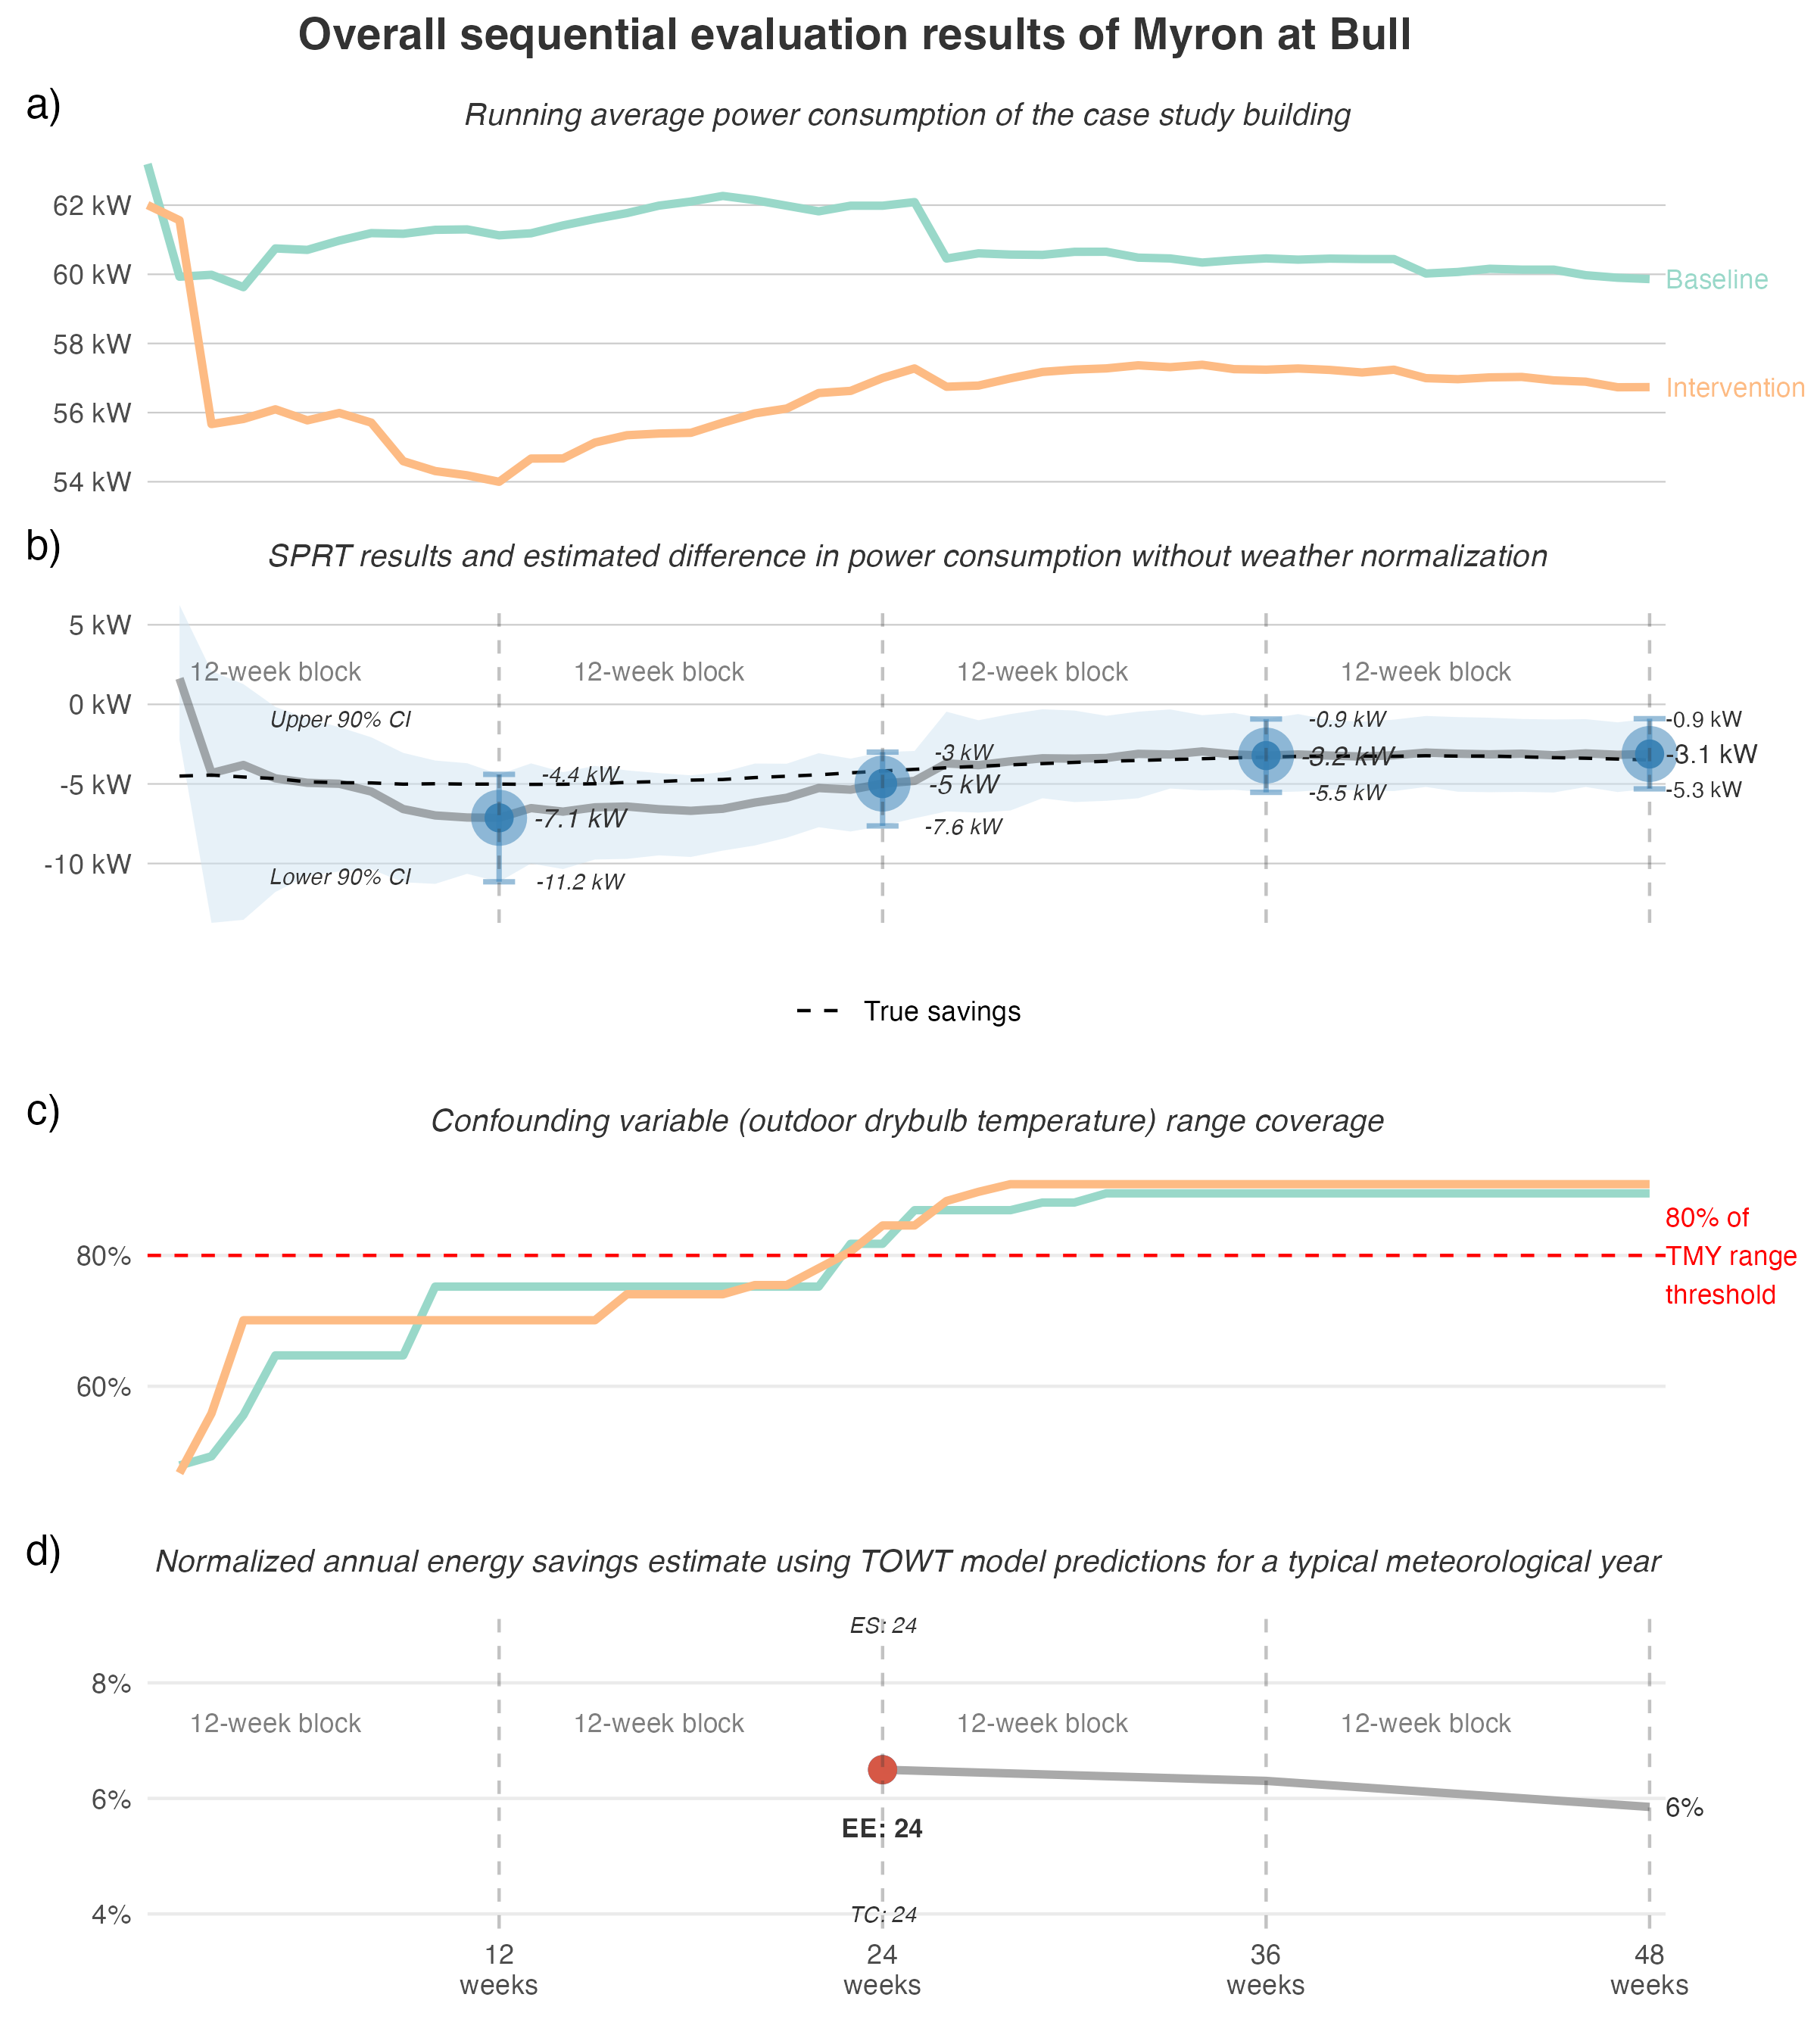 Overall sequential evaluation results of Myron at Bull
a)
Running average power consumption of the case study building
62 kW
60 kW
58 kW
56 kW
54 kW
Baseline
Intervention
b)
SPRT results and estimated difference in power consumption without weather normalization
5 kW
0 kW
-5 kW
-10 kW
12-week block
12-week block
12-week block
12-week block
Upper 90% CI
Lower 90% CI
-4.4 kW
-7.1 kW
-11.2 kW
-3 kW
-5 kW
-7.6 kW
-0.9 kW
-3.2 kW
-5.5 kW
-0.9 kW
-3.1 kW
-5.3 kW
True savings
c)
Confounding variable (outdoor drybulb temperature) range coverage
80%
60%
80% of
TMY range
threshold
d)
Normalized annual energy savings estimate using TOWT model predictions for a typical meteorological year
8%
6%
4%
ES: 24
12-week block
12-week block
12-week block
12-week block
EE: 24
TC: 24
6%
12
weeks
24
weeks
36
weeks
48
weeks